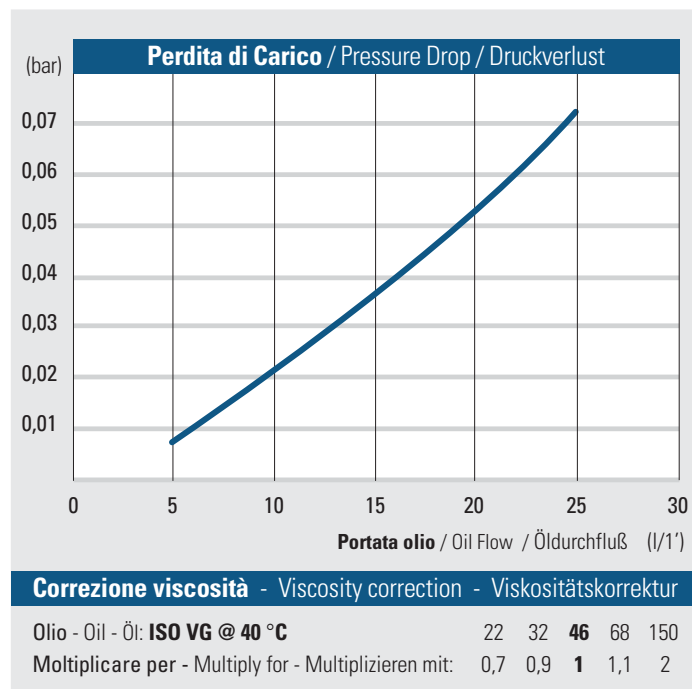 Perdita di Carico / Pressure Drop / Druckverlust
(bar)
0,07
0,06
0,05
0,04
0,03
0,02
0,01
0 5 10 15 20 25 30
Portata olio / Oil Flow / Öldurchfluß (l/1')
Correzione viscosità - Viscosity correction - Viskositätskorrektur
Olio - Oil - Öl: ISO VG @ 40 °C 22 32 46 68 150
Moltiplicare per - Multiply for - Multiplizieren mit: 0,7 0,9 1 1,1 2